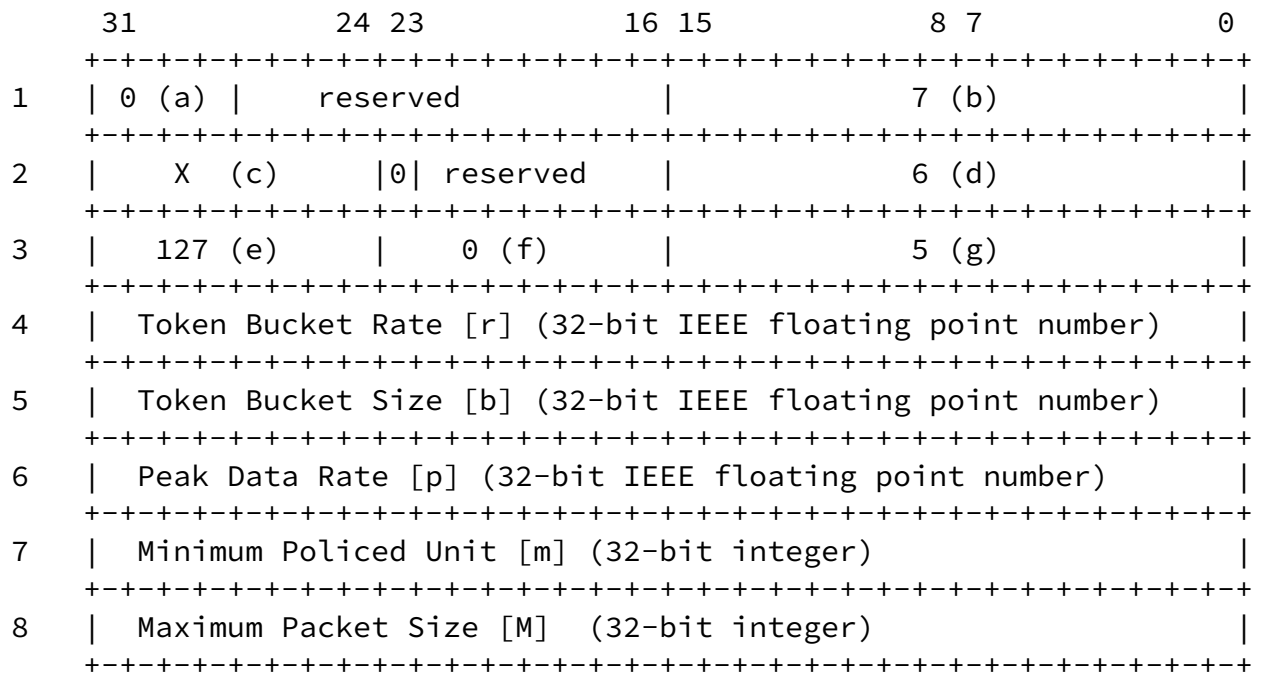 31 24 23 16 15 8 7 0
+-+-+-+-+-+-+-+-+-+-+-+-+-+-+-+-+-+-+-+-+-+-+-+-+-+-+-+-+-+-+-+-+
1 | 0 (a) | reserved | 7 (b) |
+-+-+-+-+-+-+-+-+-+-+-+-+-+-+-+-+-+-+-+-+-+-+-+-+-+-+-+-+-+-+-+-+
2 | X (c) |0| reserved | 6 (d) |
+-+-+-+-+-+-+-+-+-+-+-+-+-+-+-+-+-+-+-+-+-+-+-+-+-+-+-+-+-+-+-+-+
3 | 127 (e) | 0 (f) | 5 (g) |
+-+-+-+-+-+-+-+-+-+-+-+-+-+-+-+-+-+-+-+-+-+-+-+-+-+-+-+-+-+-+-+-+
4 | Token Bucket Rate [r] (32-bit IEEE floating point number) |
+-+-+-+-+-+-+-+-+-+-+-+-+-+-+-+-+-+-+-+-+-+-+-+-+-+-+-+-+-+-+-+-+
5 | Token Bucket Size [b] (32-bit IEEE floating point number) |
+-+-+-+-+-+-+-+-+-+-+-+-+-+-+-+-+-+-+-+-+-+-+-+-+-+-+-+-+-+-+-+-+
6 | Peak Data Rate [p] (32-bit IEEE floating point number) |
+-+-+-+-+-+-+-+-+-+-+-+-+-+-+-+-+-+-+-+-+-+-+-+-+-+-+-+-+-+-+-+-+
7 | Minimum Policed Unit [m] (32-bit integer) |
+-+-+-+-+-+-+-+-+-+-+-+-+-+-+-+-+-+-+-+-+-+-+-+-+-+-+-+-+-+-+-+-+
8 | Maximum Packet Size [M] (32-bit integer) |
+-+-+-+-+-+-+-+-+-+-+-+-+-+-+-+-+-+-+-+-+-+-+-+-+-+-+-+-+-+-+-+-+